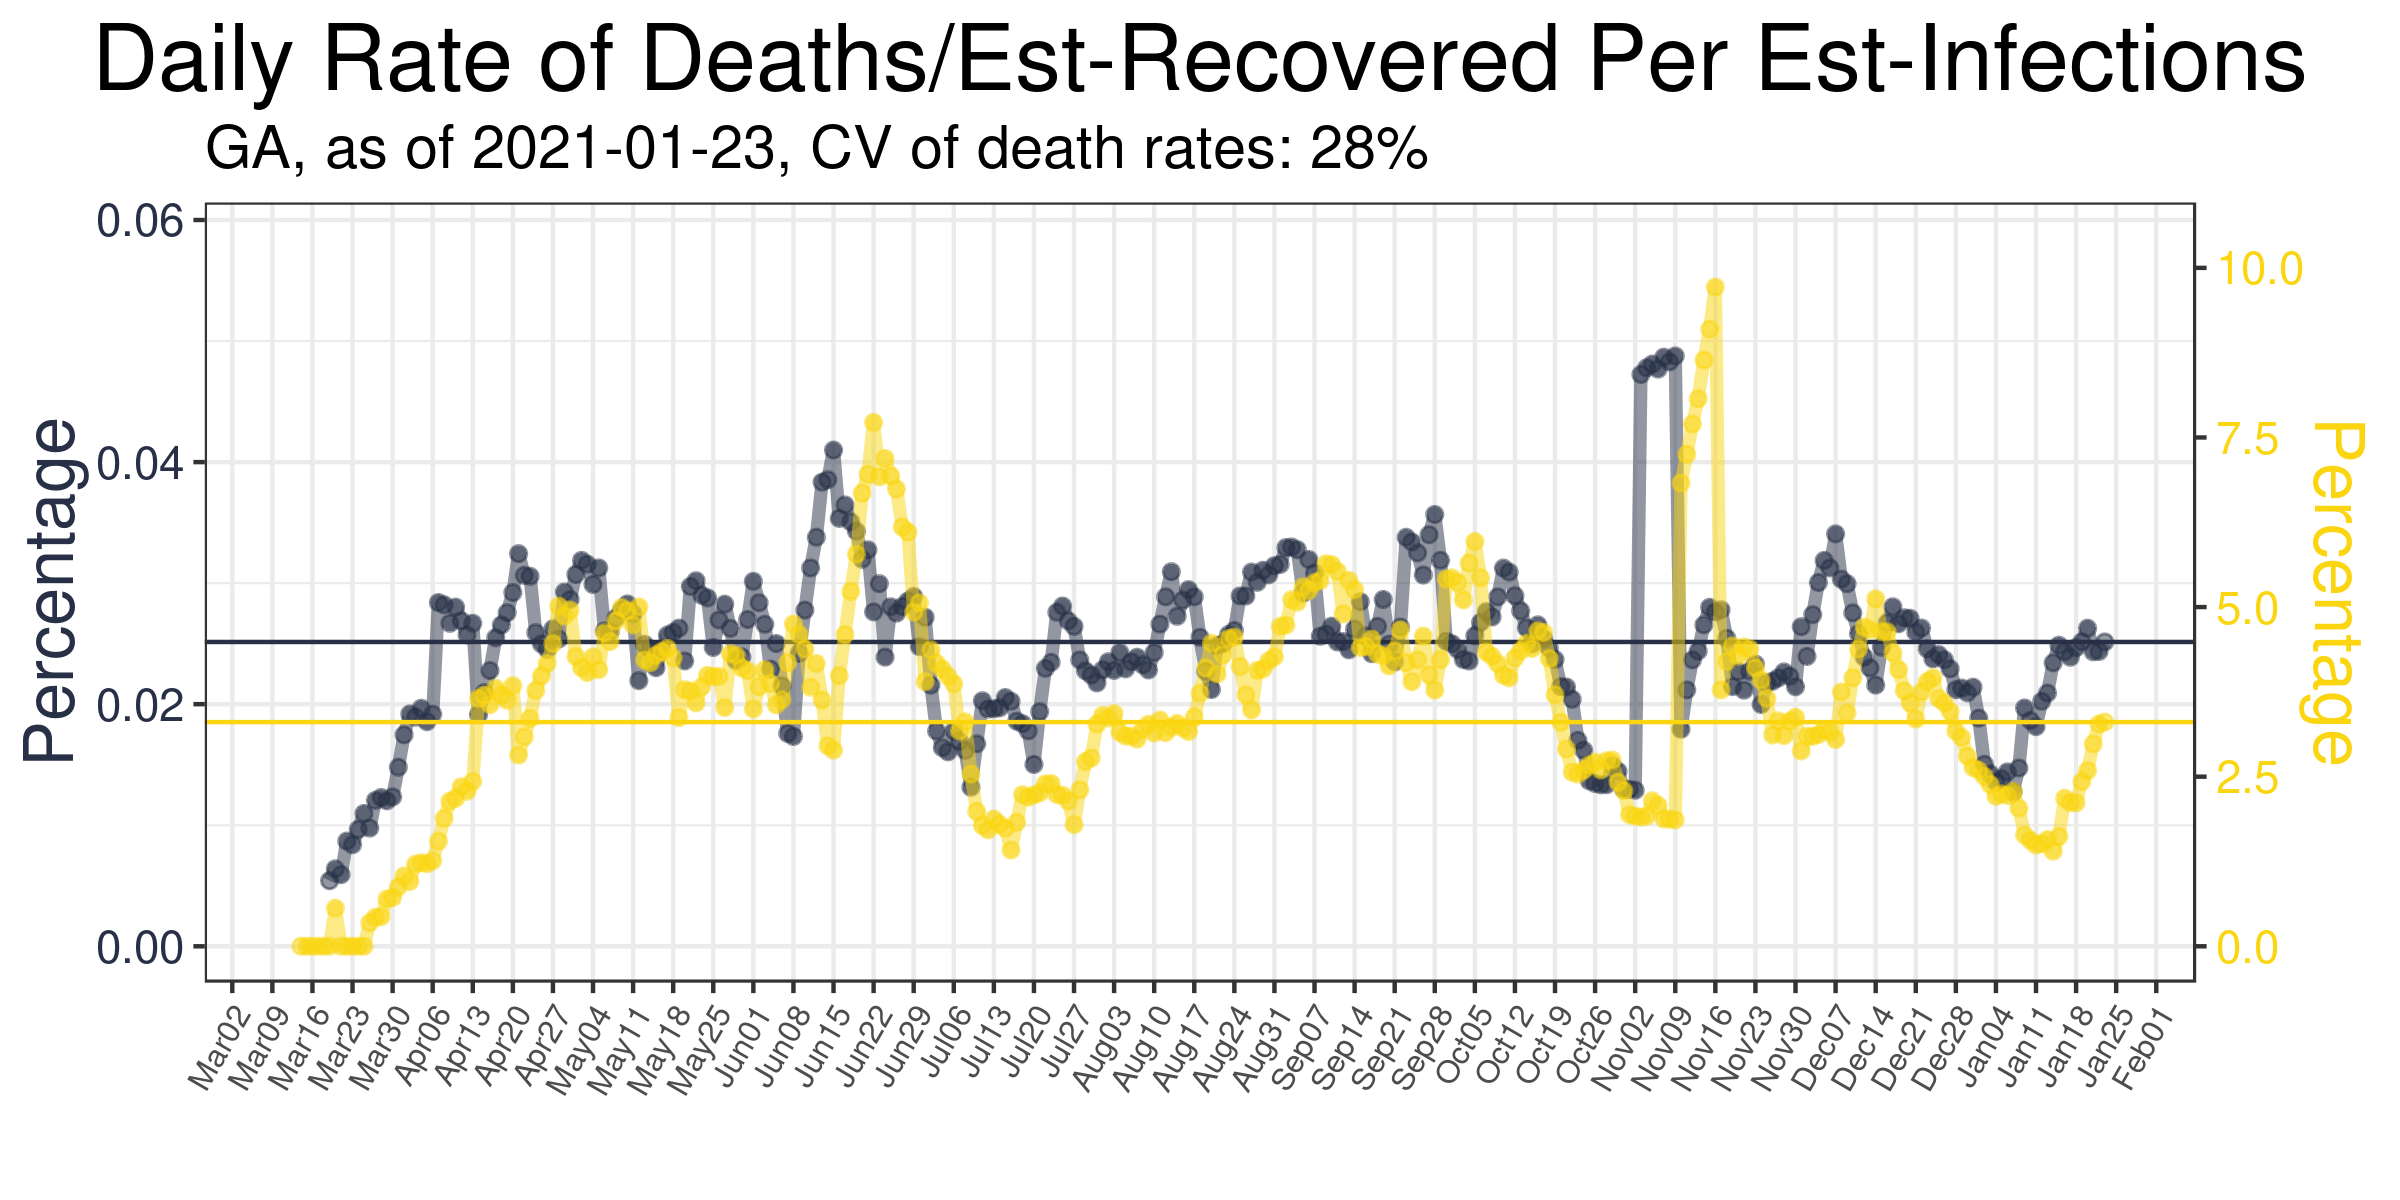 Daily Rate of Deaths/Est-Recovered Per Est-Infections
GA, as of 2021-01-23, CV of death rates: 28%
Percentage
0.06
0.04
0.02
0.00
10.0
7.5
5.0
2.5
0.0
Percentage
Mar02
Mar09
Mar16
Mar23
Mar30
Apr06
Apr13
Apr20
Apr27
May04
May11
May18
May25
Jun01
Jun08
Jun15
Jun22
Jun29
Jul06
Jul13
Jul20
Jul27
Aug03
Aug10
Aug17
Aug24
Aug31
Sep07
Sep14
Sep21
Sep28
Oct05
Oct12
Oct19
Oct26
Nov02
Nov09
Nov16
Nov23
Nov30
Dec07
Dec14
Dec21
Dec28
Jan04
Jan11
Jan18
Jan25
Feb01